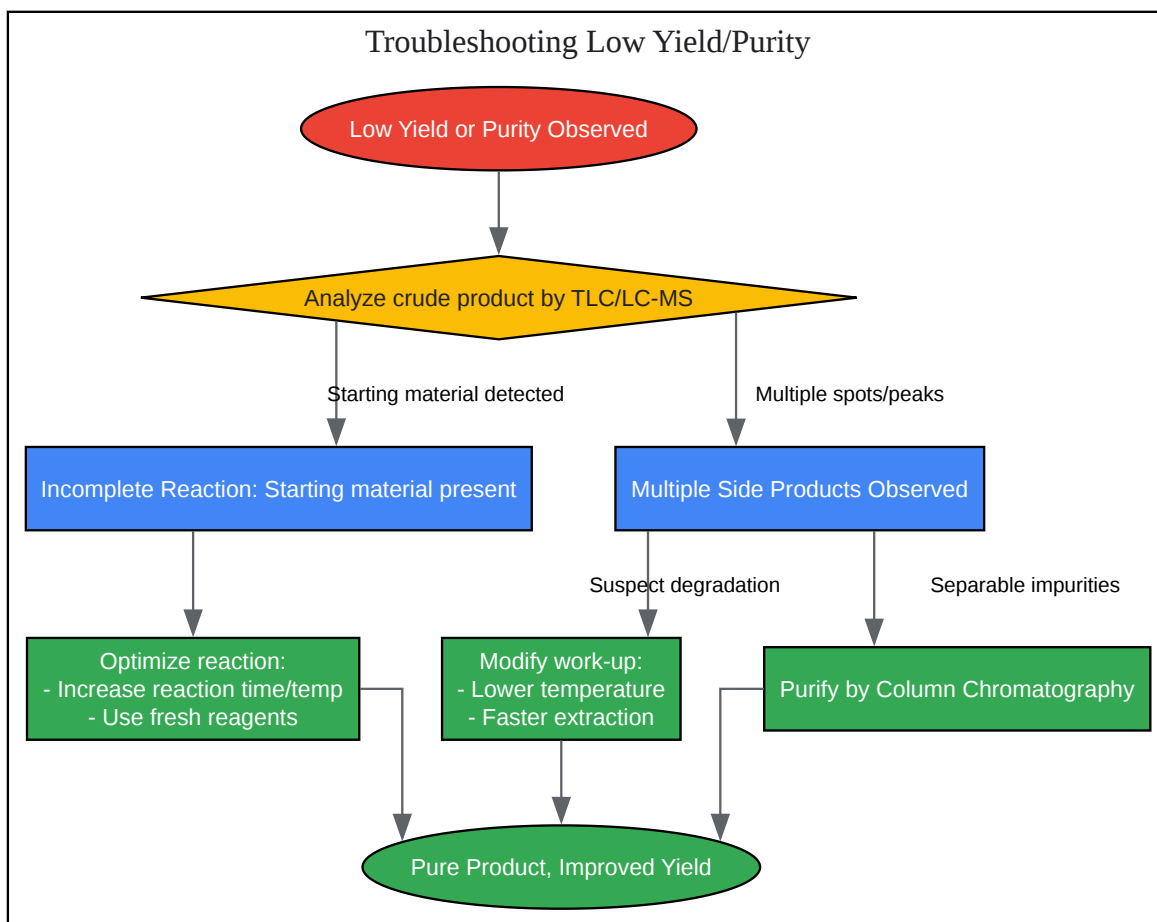 Troubleshooting Low Yield/Purity
Low Yield or Purity Observed
Analyze crude product by TLC/LC-MS
Starting material detected
Multiple spots/peaks
Incomplete Reaction: Starting material present
Multiple Side Products Observed
Suspect degradation
Separable impurities
Optimize reaction:
- Increase reaction time/temp
- Use fresh reagents
Modify work-up:
- Lower temperature
- Faster extraction
Purify by Column Chromatography
Pure Product, Improved Yield